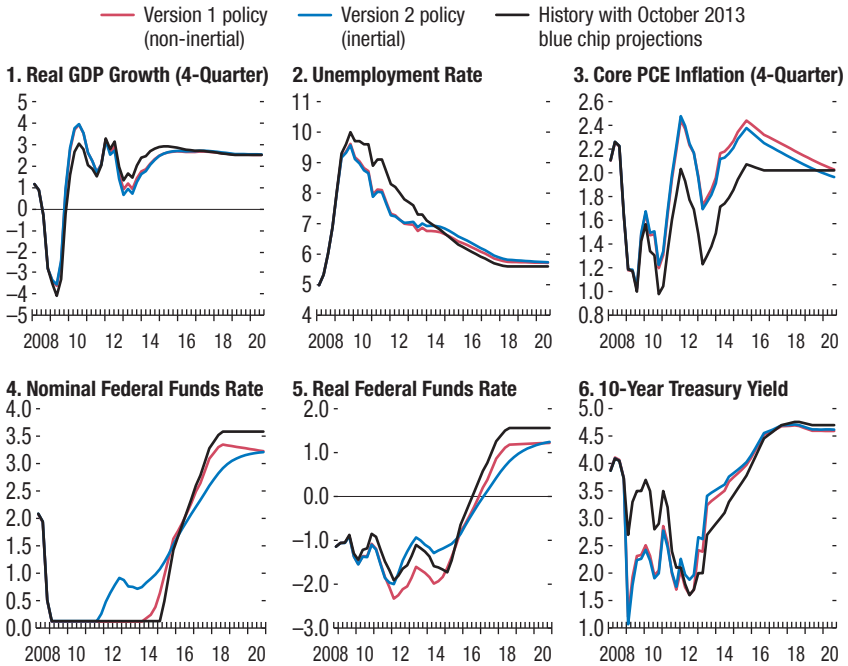 Version 1 policy
(non-inertial)
Version 2 policy
(inertial)
History with October 2013
blue chip projections
1. Real GDP Growth (4-Quarter)
5
4
3
2
1
0
–1
–2
–3
–4
–5
2008 10 12 14 16 18 20
2. Unemployment Rate
11
10
9
8
7
6
5
4
2008 10 12 14 16 18 20
3. Core PCE Inflation (4-Quarter)
2.6
2.4
2.2
2.0
1.8
1.6
1.4
1.2
1.0
0.8
2008 10 12 14 16 18 20
4. Nominal Federal Funds Rate
4.0
3.5
3.0
2.5
2.0
1.5
1.0
0.5
0.0
2008 10 12 14 16 18 20
5. Real Federal Funds Rate
2.0
1.0
0.0
–1.0
–2.0
–3.0
2008 10 12 14 16 18 20
6. 10-Year Treasury Yield
5.0
4.5
4.0
3.5
3.0
2.5
2.0
1.5
1.0
2008 10 12 14 16 18 20